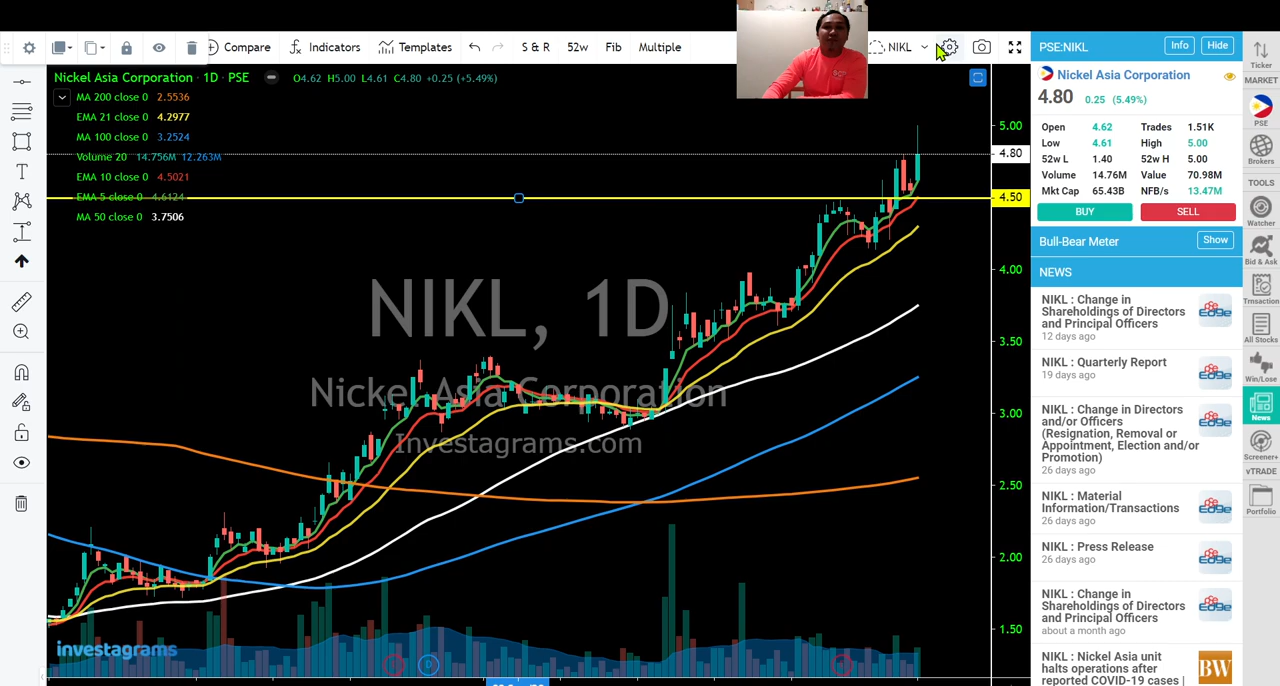 Compare
Indicators
Templates
S & R
52w
Fib
Multiple
NIKL
Nickel Asia Corporation · 1D · PSE
O4.62 H5.00 L4.61 C4.80 +0.25 (+5.49%)
MA 200 close 0 2.5536
EMA 21 close 0 4.2977
MA 100 close 0 3.2524
Volume 20 14.756M 12.263M
EMA 10 close 0 4.5021
EMA 5 close 0 4.6124
MA 50 close 0 3.7506
NIKL, 1D
Nickel Asia Corporation
Investagrams.com
investagrams
D
5.00
4.80
4.50
4.00
3.50
3.00
2.50
2.00
1.50
PSE:NIKL
Info
Hide
Nickel Asia Corporation
4.80 0.25 (5.49%)
Open 4.62 Trades 1.51K
Low 4.61 High 5.00
52w L 1.40 52w H 5.00
Volume 14.76M Value 70.98M
Mkt Cap 65.43B NFB/s 13.47M
BUY
SELL
Bull-Bear Meter
Show
NEWS
NIKL : Change in
Shareholdings of Directors
and Principal Officers
12 days ago
NIKL : Quarterly Report
19 days ago
NIKL : Change in Directors
and/or Officers
(Resignation, Removal or
Appointment, Election and/or
Promotion)
26 days ago
NIKL : Material
Information/Transactions
26 days ago
NIKL : Press Release
26 days ago
NIKL : Change in
Shareholdings of Directors
and Principal Officers
about a month ago
NIKL : Nickel Asia unit
halts operations after
reported COVID-19 cases |
EDGE
EDGE
EDGE
EDGE
EDGE
EDGE
BW
Ticker
MARKET
PSE
Brokers
TOOLS
Watcher
Bid & Ask
Trnsaction
All Stocks
Win/Lose
News
Screener+
vTRADE
Portfolio